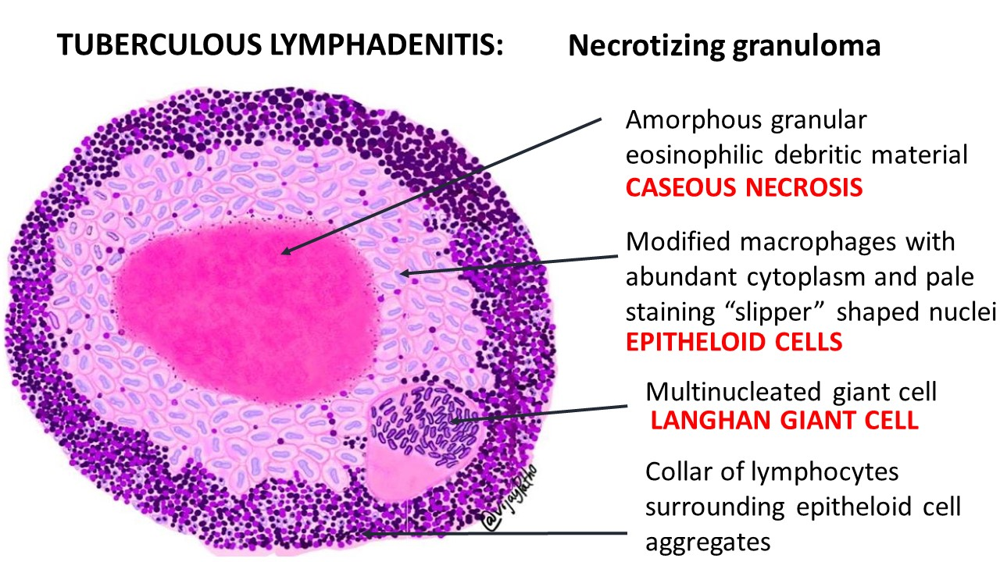 TUBERCULOUS LYMPHADENITIS: Necrotizing granuloma
Amorphous granular
eosinophilic debritic material
CASEOUS NECROSIS
Modified macrophages with
abundant cytoplasm and pale
staining “slipper” shaped nuclei
EPITHELOID CELLS
Multinucleated giant cell
LANGHAN GIANT CELL
Collar of lymphocytes
surrounding epitheloid cell
aggregates